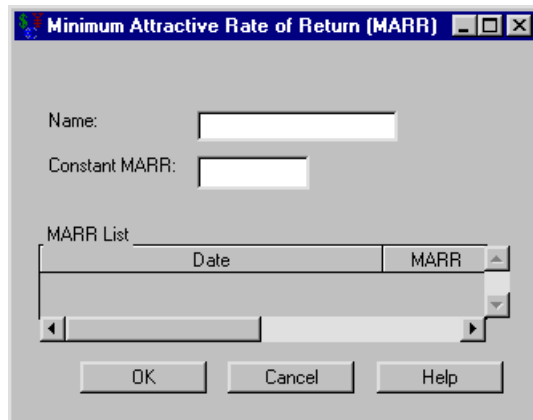 Minimum Attractive Rate of Return (MARR)
Name:
Constant MARR:
MARR List
Date MARR
OK Cancel Help